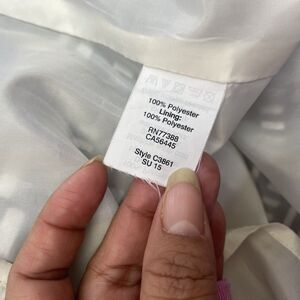 100% Polyester
Lining:
100% Polyester
RN77388
CA56445
Style C3861
SU 15